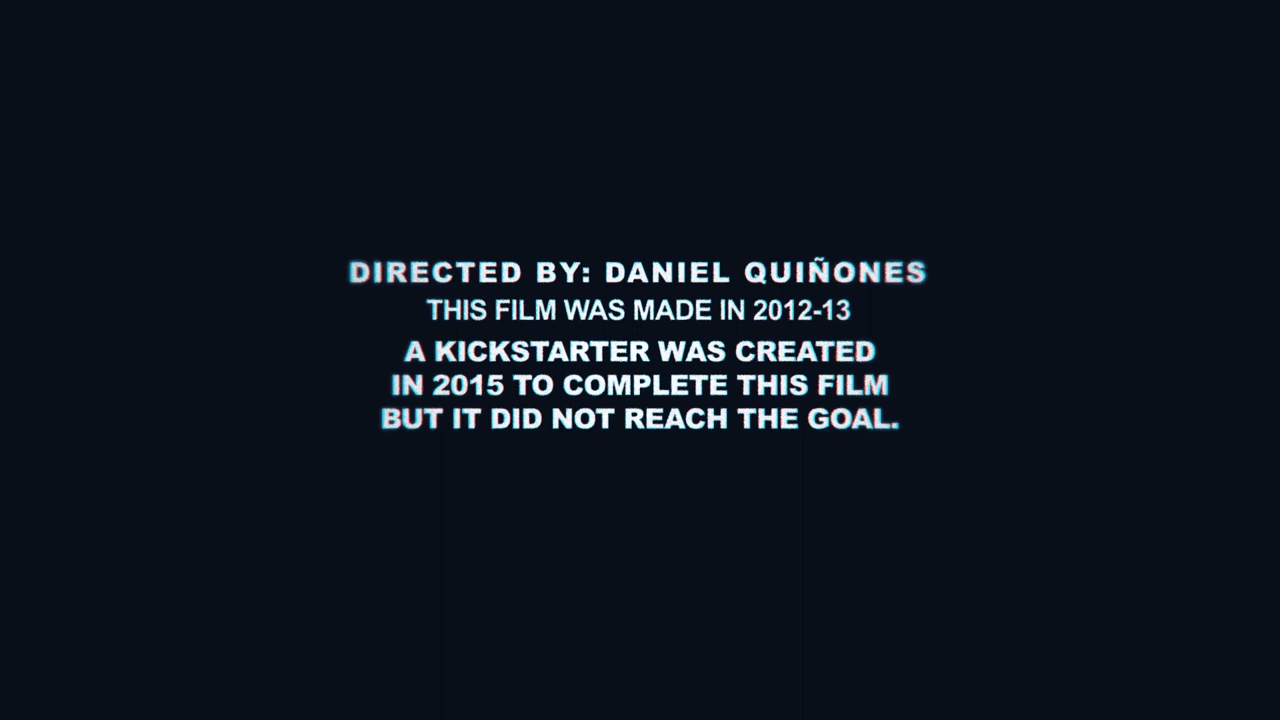 DIRECTED BY: DANIEL QUIÑONES
THIS FILM WAS MADE IN 2012-13
A KICKSTARTER WAS CREATED
IN 2015 TO COMPLETE THIS FILM
BUT IT DID NOT REACH THE GOAL.